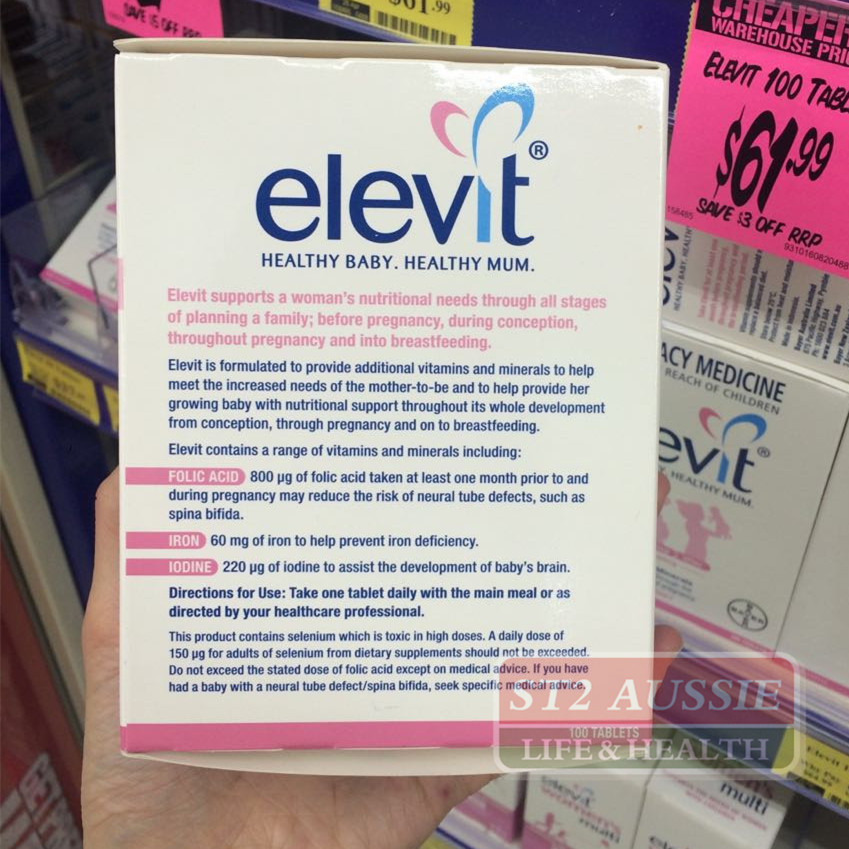 SAVE $5 OFF RRP
$61.99
CHEAPER
WAREHOUSE
ELEVIT 100
$61.99
SAVE $3 OFF RRP
9310160820488
158485
elevit®
HEALTHY BABY. HEALTHY MUM.
Elevit supports a woman's nutritional needs through all stages
of planning a family; before pregnancy, during conception,
throughout pregnancy and into breastfeeding.
Elevit is formulated to provide additional vitamins and minerals to help
meet the increased needs of the mother-to-be and to help provide her
growing baby with nutritional support throughout its whole development
from conception, through pregnancy and on to breastfeeding.
Elevit contains a range of vitamins and minerals including:
FOLIC ACID 800 µg of folic acid taken at least one month prior to and
during pregnancy may reduce the risk of neural tube defects, such as
spina bifida.
IRON 60 mg of iron to help prevent iron deficiency.
IODINE 220 µg of iodine to assist the development of baby's brain.
Directions for Use: Take one tablet daily with the main meal or as
directed by your healthcare professional.
This product contains selenium which is toxic in high doses. A daily dose of
150 µg for adults of selenium from dietary supplements should not be exceeded.
Do not exceed the stated dose of folic acid except on medical advice. If you have
had a baby with a neural tube defect/spina bifida, seek specific medical advice.
ACY MEDICINE
REACH OF CHILDREN
evit®
HEALTHY MUM.
BAYER
ST2 AUSSIE
100 TABLETS
LIFE & HEALTH
elevit
women's
multi
multi